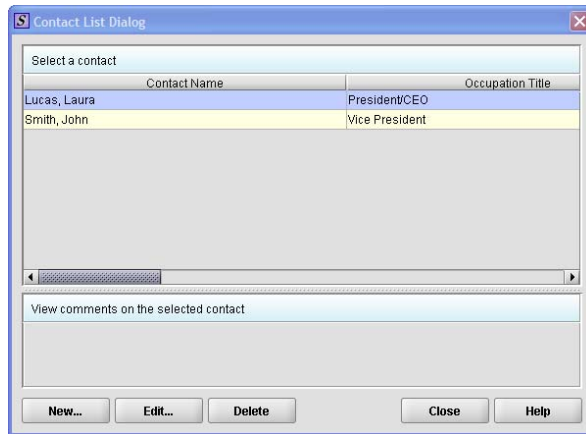 S Contact List Dialog
Select a contact
Contact Name Occupation Title
Lucas, Laura President/CEO
Smith, John Vice President
View comments on the selected contact
New... Edit... Delete Close Help